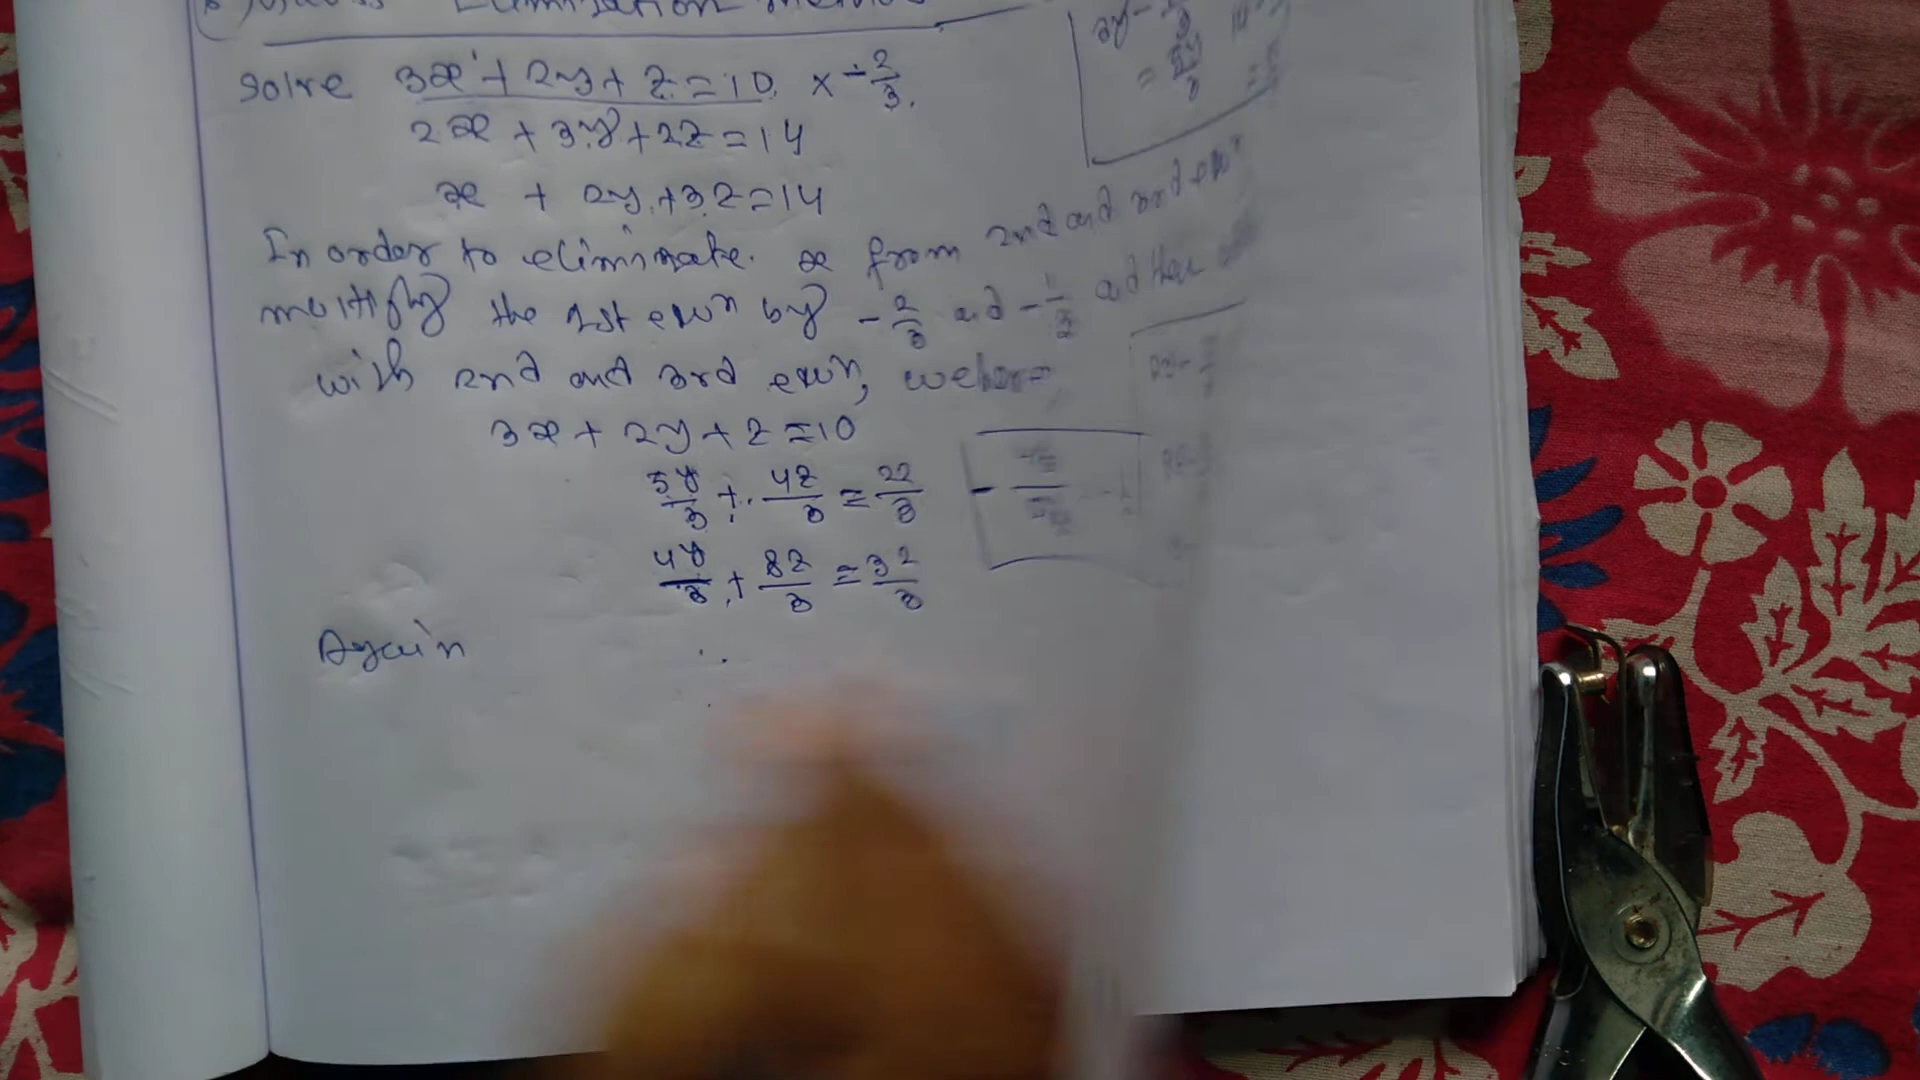 Elimination
Solve 3x + 2y + z = 10 × -2/3
2x + 3y + 2z = 14
x + 2y + 3z = 14
In order to eliminate x from 2nd and 3rd eqn
multiply the 1st eqn by -2/3 and -1/3 and then
with 2nd and 3rd eqn, we have
3x + 2y + z = 10
5y/3 + 4z/3 = 22/3
4y/3 + 8z/3 = 32/3
Again